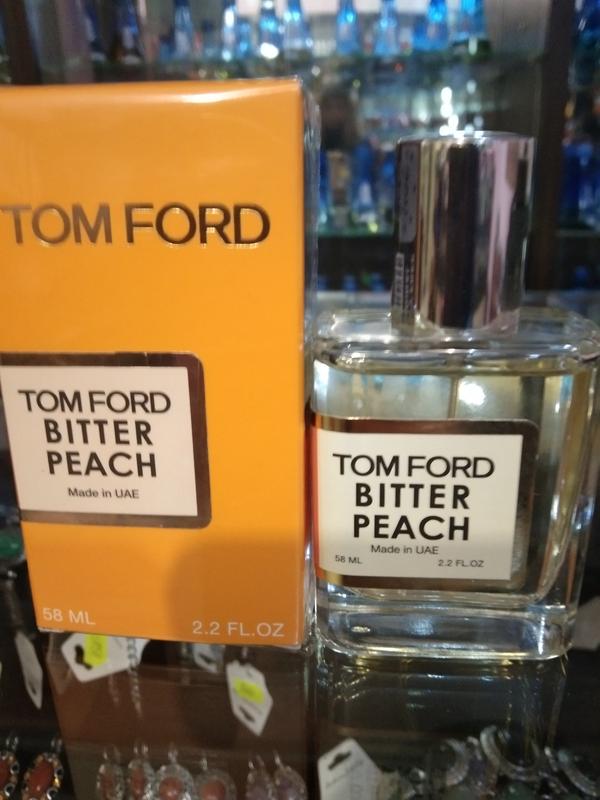 TOM FORD
TOM FORD
BITTER
PEACH
Made in UAE
58 ML
2.2 FL.OZ
TOM FORD
BITTER
PEACH
Made in UAE
58 ML
2.2 FL.OZ